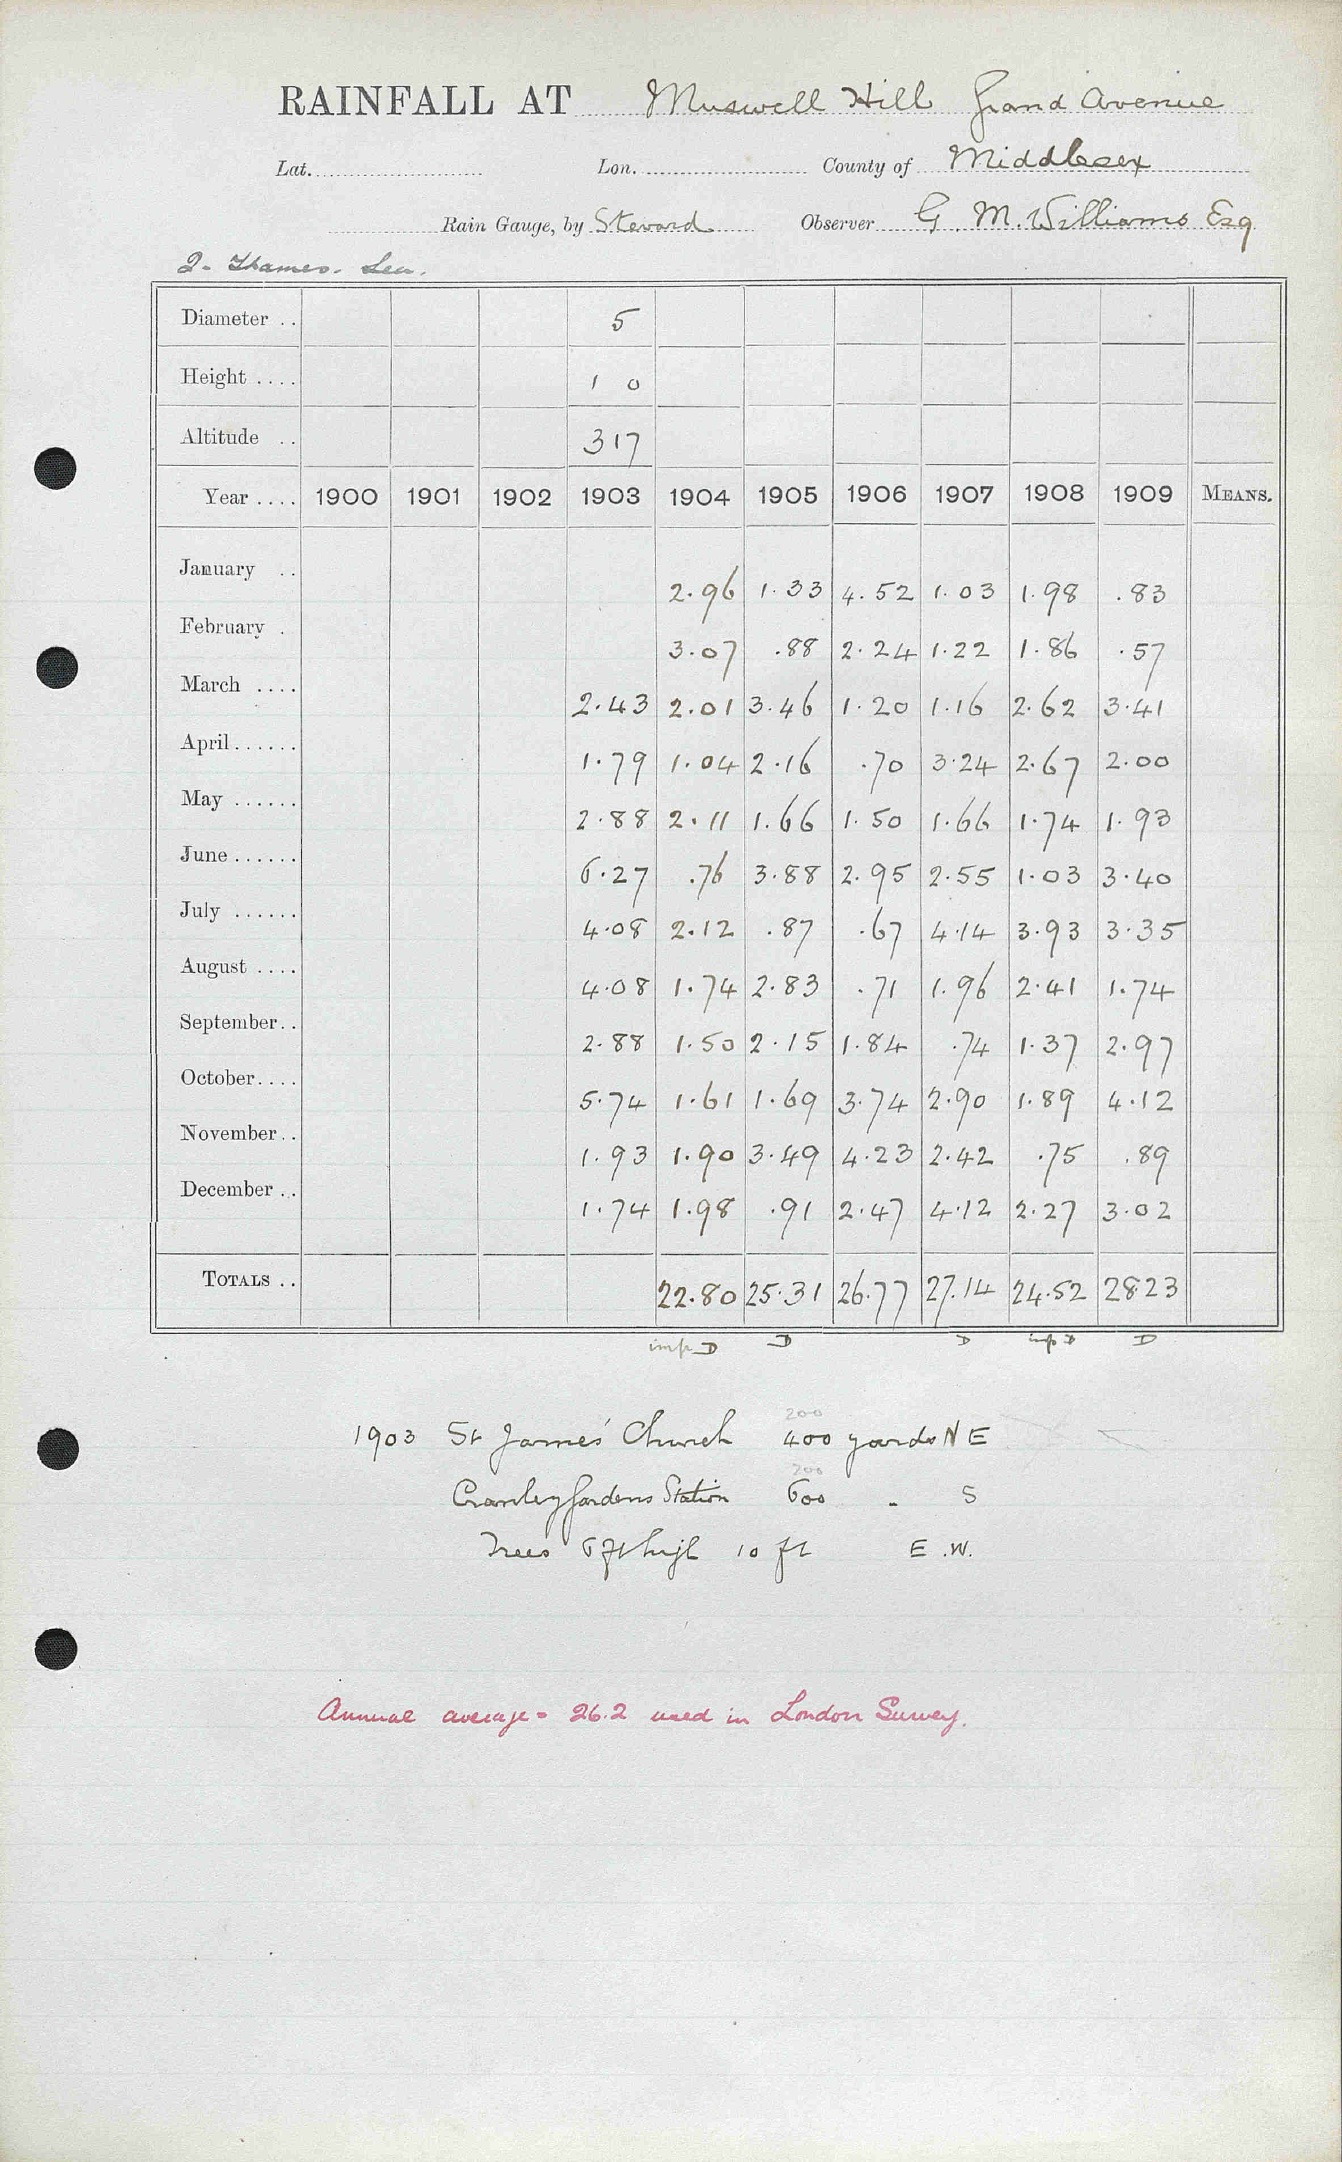 RAINFALL AT Muswell Hill Grand Avenue
Lat. Lon. County of Middlesex
Rain Gauge, by Steward Observer G. M. Williams Esq
2- Thames. Lea.
Diameter .. 5
Height .... 1 0
Altitude .. 317
Year .... 1900 1901 1902 1903 1904 1905 1906 1907 1908 1909 MEANS.
January .. 2.96 1.33 4.52 1.03 1.98 .83
February . 3.07 .88 2.24 1.22 1.86 .57
March .... 2.43 2.01 3.46 1.20 1.16 2.62 3.41
April...... 1.79 1.04 2.16 .70 3.24 2.67 2.00
May ...... 2.88 2.11 1.66 1.50 1.66 1.74 1.93
June ...... 6.27 .76 3.88 2.95 2.55 1.03 3.40
July ...... 4.08 2.12 .87 .67 4.14 3.93 3.35
August .... 4.08 1.74 2.83 .71 1.96 2.41 1.74
September.. 2.88 1.50 2.15 1.84 .74 1.37 2.97
October.... 5.74 1.61 1.69 3.74 2.90 1.89 4.12
November.. 1.93 1.90 3.49 4.23 2.42 .75 .89
December .. 1.74 1.98 .91 2.47 4.12 2.27 3.02
TOTALS .. 22.80 25.31 26.77 27.14 24.52 28.23
imp D D D imp D D
200
1903 St James' Church 400 yards N E
700
Cranley Gardens Station 600 - S
Trees 6 ft high 10 ft E . W.
Annual average = 26.2 used in London Survey.